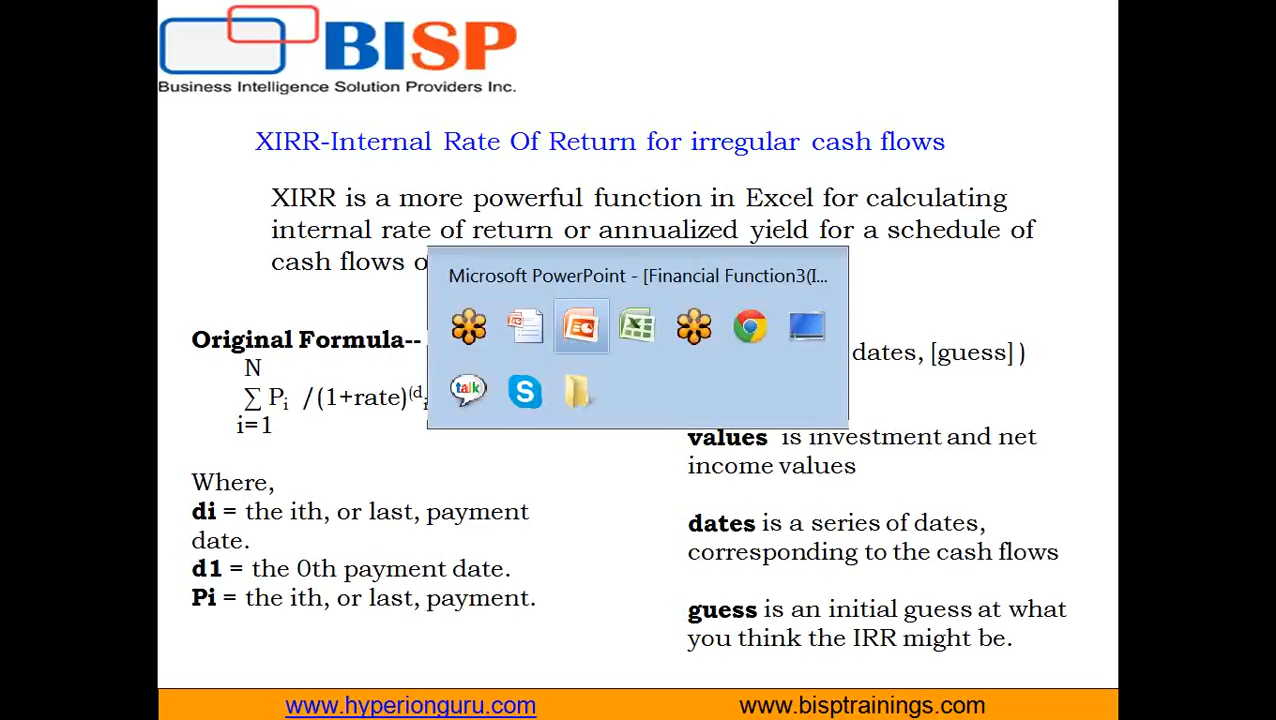 BISP
Business Intelligence Solution Providers Inc.
XIRR-Internal Rate Of Return for irregular cash flows
XIRR is a more powerful function in Excel for calculating
internal rate of return or annualized yield for a schedule of
cash flows
Microsoft PowerPoint - [Financial Function3(I...
talk
S
Original Formula--
N
∑ Pi /(1+rate)(di
i=1
Where,
di = the ith, or last, payment
date.
d1 = the 0th payment date.
Pi = the ith, or last, payment.
dates, [guess] )
values is investment and net
income values
dates is a series of dates,
corresponding to the cash flows
guess is an initial guess at what
you think the IRR might be.
www.hyperionguru.com
www.bisptrainings.com